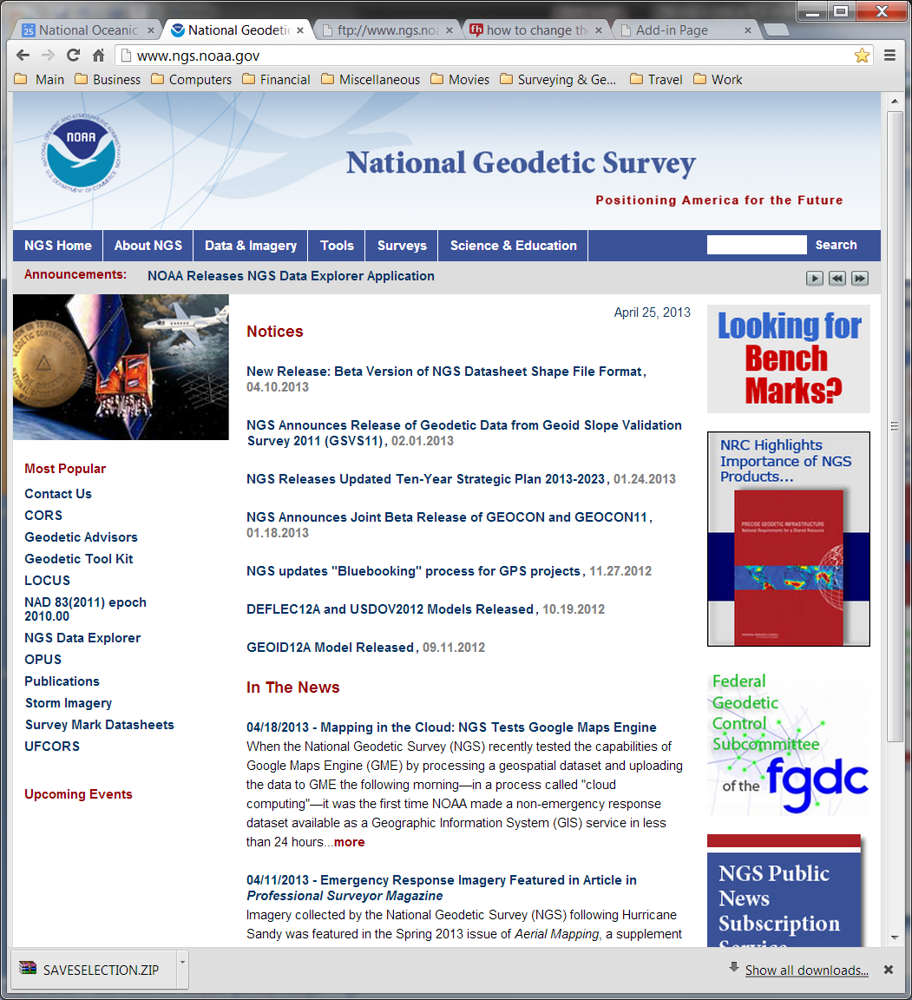 National Oceanic
National Geodetic
ftp://www.ngs.noa
how to change the
Add-in Page
www.ngs.noaa.gov
Main
Business
Computers
Financial
Miscellaneous
Movies
Surveying & Ge...
Travel
Work
NATIONAL OCEANIC AND ATMOSPHERIC ADMINISTRATION
NOAA
U.S. DEPARTMENT OF COMMERCE
National Geodetic Survey
Positioning America for the Future
NGS Home
About NGS
Data & Imagery
Tools
Surveys
Science & Education
Search
Announcements: NOAA Releases NGS Data Explorer Application
Most Popular
Contact Us
CORS
Geodetic Advisors
Geodetic Tool Kit
LOCUS
NAD 83(2011) epoch
2010.00
NGS Data Explorer
OPUS
Publications
Storm Imagery
Survey Mark Datasheets
UFCORS
Upcoming Events
April 25, 2013
Notices
New Release: Beta Version of NGS Datasheet Shape File Format,
04.10.2013
NGS Announces Release of Geodetic Data from Geoid Slope Validation
Survey 2011 (GSVS11), 02.01.2013
NGS Releases Updated Ten-Year Strategic Plan 2013-2023, 01.24.2013
NGS Announces Joint Beta Release of GEOCON and GEOCON11,
01.18.2013
NGS updates "Bluebooking" process for GPS projects, 11.27.2012
DEFLEC12A and USDOV2012 Models Released, 10.19.2012
GEOID12A Model Released, 09.11.2012
In The News
04/18/2013 - Mapping in the Cloud: NGS Tests Google Maps Engine
When the National Geodetic Survey (NGS) recently tested the capabilities of
Google Maps Engine (GME) by processing a geospatial dataset and uploading
the data to GME the following morning—in a process called "cloud
computing"—it was the first time NOAA made a non-emergency response
dataset available as a Geographic Information System (GIS) service in less
than 24 hours...more
04/11/2013 - Emergency Response Imagery Featured in Article in
Professional Surveyor Magazine
Imagery collected by the National Geodetic Survey (NGS) following Hurricane
Sandy was featured in the Spring 2013 issue of Aerial Mapping, a supplement
Looking for
Bench
Marks?
NRC Highlights
Importance of NGS
Products...
PRECISE GEODETIC INFRASTRUCTURE
National Requirements for a Shared Resource
Federal
Geodetic
Control
Subcommittee
of the fgdc
NGS Public
News
Subscription
Service
SAVESELECTION.ZIP
Show all downloads...